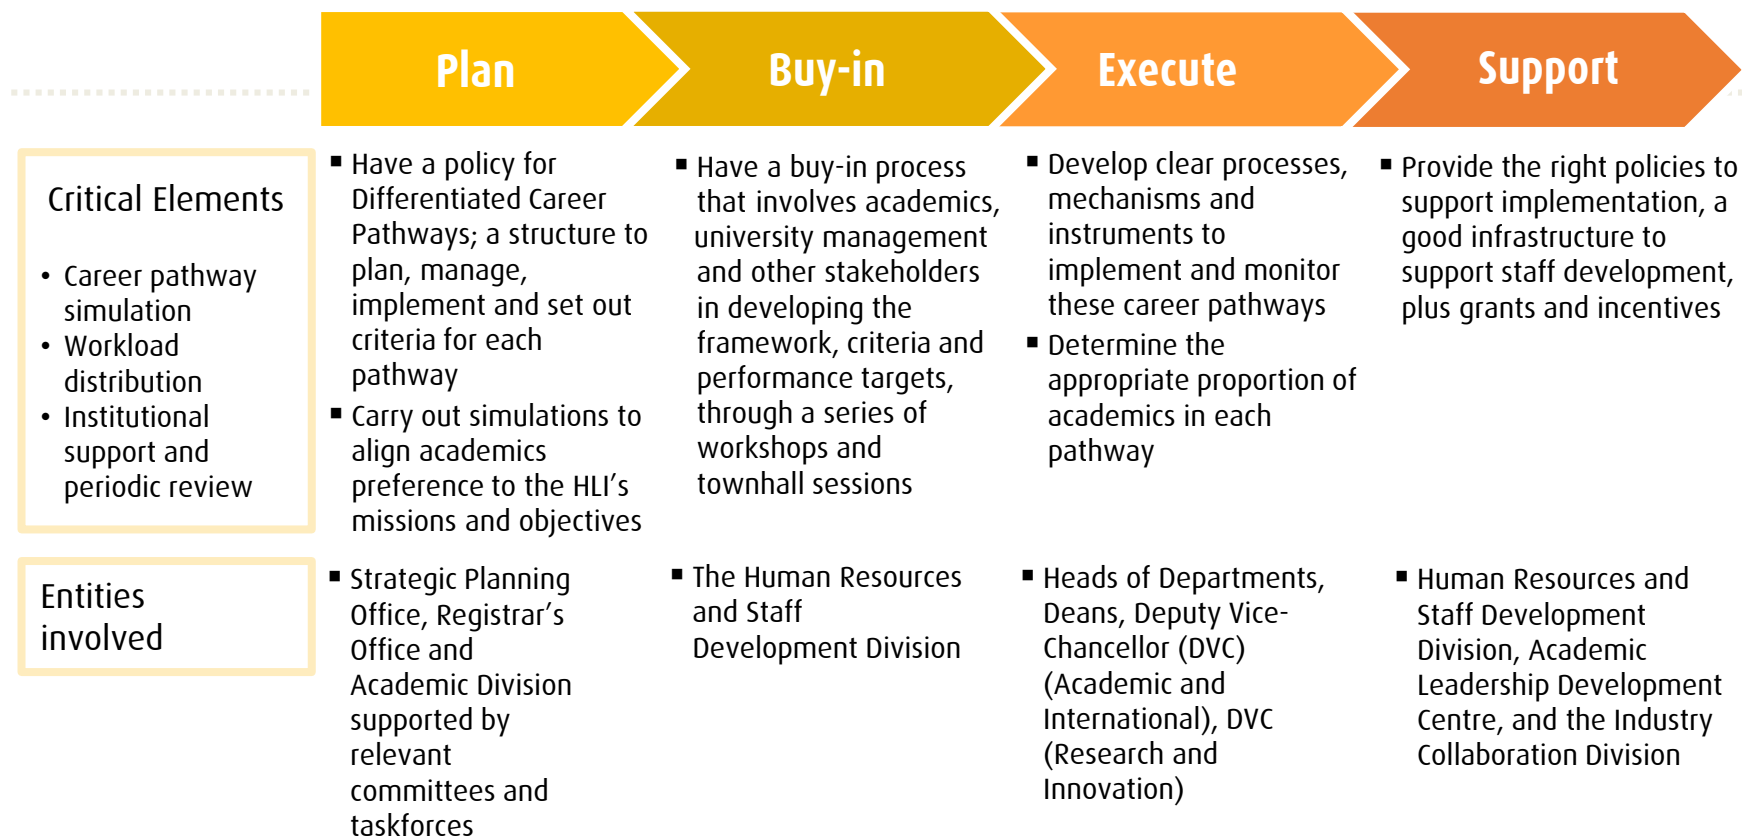 Plan
Buy-in
Execute
Support
Critical Elements
• Career pathway
simulation
• Workload
distribution
• Institutional
support and
periodic review
▪ Have a policy for
Differentiated Career
Pathways; a structure to
plan, manage,
implement and set out
criteria for each
pathway
▪ Carry out simulations to
align academics
preference to the HLI’s
missions and objectives
▪ Have a buy-in process
that involves academics,
university management
and other stakeholders
in developing the
framework, criteria and
performance targets,
through a series of
workshops and
townhall sessions
▪ Develop clear processes,
mechanisms and
instruments to
implement and monitor
these career pathways
▪ Determine the
appropriate proportion of
academics in each
pathway
▪ Provide the right policies to
support implementation, a
good infrastructure to
support staff development,
plus grants and incentives
Entities
involved
▪ Strategic Planning
Office, Registrar’s
Office and
Academic Division
supported by
relevant
committees and
taskforces
▪ The Human Resources
and Staff
Development Division
▪ Heads of Departments,
Deans, Deputy Vice-
Chancellor (DVC)
(Academic and
International), DVC
(Research and
Innovation)
▪ Human Resources and
Staff Development
Division, Academic
Leadership Development
Centre, and the Industry
Collaboration Division